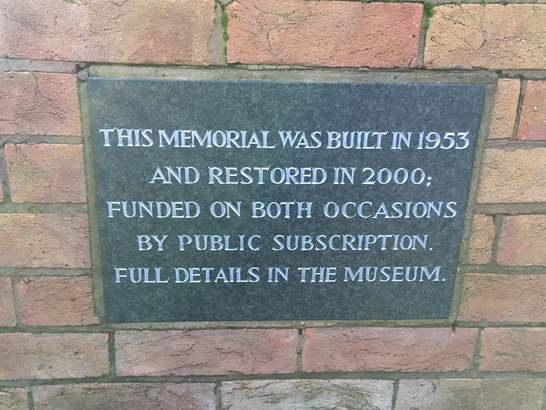 THIS MEMORIAL WAS BUILT IN 1953
AND RESTORED IN 2000;
FUNDED ON BOTH OCCASIONS
BY PUBLIC SUBSCRIPTION.
FULL DETAILS IN THE MUSEUM.